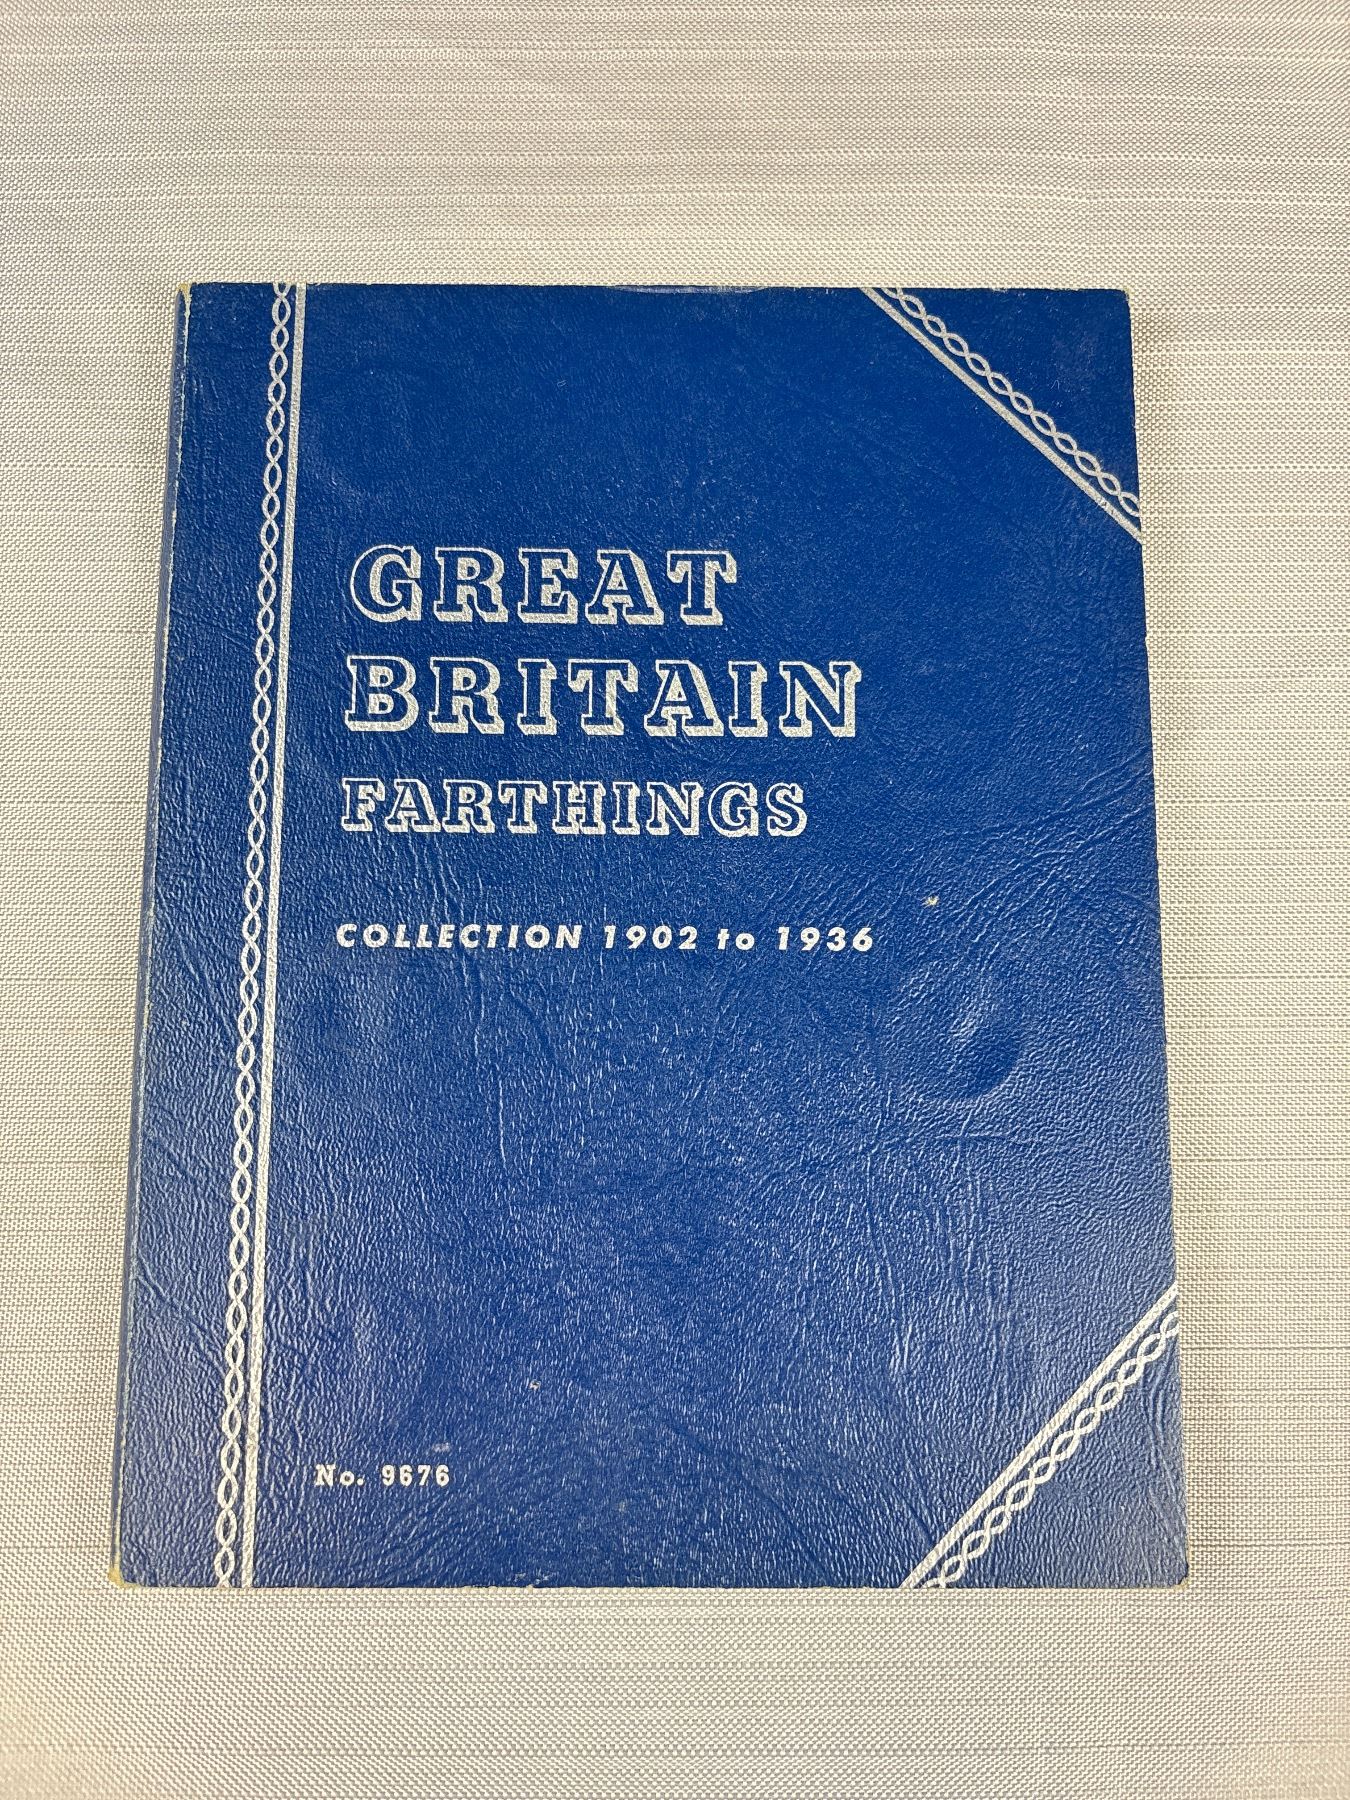 GREAT
BRITAIN
FARTHINGS
COLLECTION 1902 to 1936
No. 9676